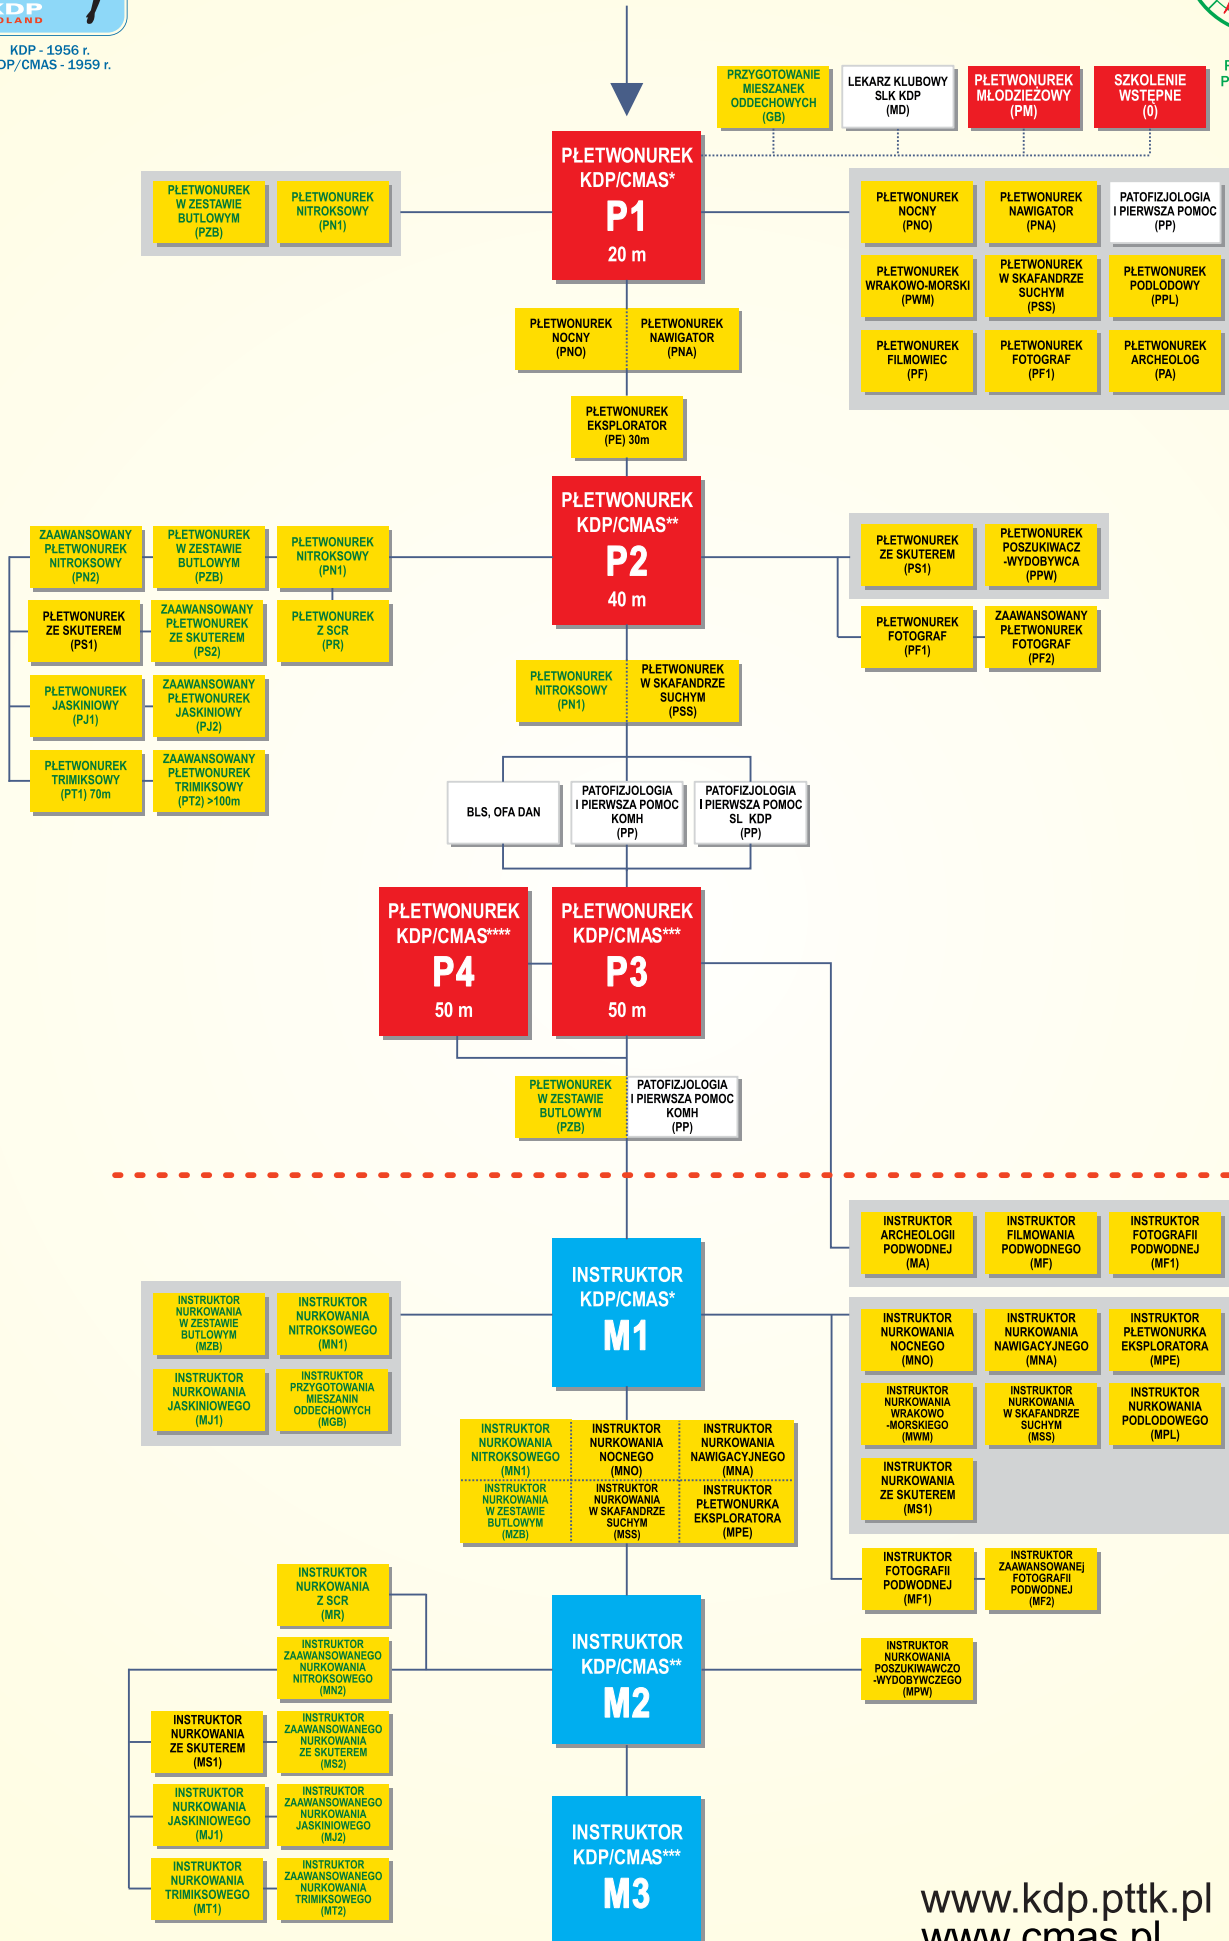 KDP
KDP - 1956 r.
PRZYGOTOWANIE
MIESZANEK
ODDECHOWYCH
(GB)
LEKARZ KLUBOWY
SLK KDP
(MD)
PŁETWONUREK
MŁODZIEŻOWY
(PM)
SZKOLENIE
WSTĘPNE
(0)
PŁETWONUREK
KDP/CMAS*
P1
20 m
PŁETWONUREK
W ZESTAWIE
BUTLOWYM
(PZB)
PŁETWONUREK
NITROKSOWY
(PN1)
PŁETWONUREK
NOCNY
(PNO)
PŁETWONUREK
NAWIGATOR
(PNA)
PATOFIZJOLOGIA
I PIERWSZA POMOC
(PP)
PŁETWONUREK
WRAKOWO-MORSKI
(PWM)
PŁETWONUREK
W SKAFANDRZE
SUCHYM
(PSS)
PŁETWONUREK
PODLODOWY
(PPL)
PŁETWONUREK
FILMOWIEC
(PF)
PŁETWONUREK
FOTOGRAF
(PF1)
PŁETWONUREK
ARCHEOLOG
(PA)
PŁETWONUREK
NOCNY
(PNO)
PŁETWONUREK
NAWIGATOR
(PNA)
PŁETWONUREK
EKSPLORATOR
(PE) 30m
PŁETWONUREK
KDP/CMAS**
P2
40 m
ZAAWANSOWANY
PŁETWONUREK
NITROKSOWY
(PN2)
PŁETWONUREK
W ZESTAWIE
BUTLOWYM
(PZB)
PŁETWONUREK
NITROKSOWY
(PN1)
PŁETWONUREK
ZE SKUTEREM
(PS1)
ZAAWANSOWANY
PŁETWONUREK
ZE SKUTEREM
(PS2)
PŁETWONUREK
Z SCR
(PR)
PŁETWONUREK
JASKINIOWY
(PJ1)
ZAAWANSOWANY
PŁETWONUREK
JASKINIOWY
(PJ2)
PŁETWONUREK
TRIMIKSOWY
(PT1) 70m
ZAAWANSOWANY
PŁETWONUREK
TRIMIKSOWY
(PT2) >100m
PŁETWONUREK
ZE SKUTEREM
(PS1)
PŁETWONUREK
POSZUKIWACZ
-WYDOBYWCA
(PPW)
PŁETWONUREK
FOTOGRAF
(PF1)
ZAAWANSOWANY
PŁETWONUREK
FOTOGRAF
(PF2)
PŁETWONUREK
NITROKSOWY
(PN1)
PŁETWONUREK
W SKAFANDRZE
SUCHYM
(PSS)
BLS, OFA DAN
PATOFIZJOLOGIA
I PIERWSZA POMOC
KOMH
(PP)
PATOFIZJOLOGIA
I PIERWSZA POMOC
SL KDP
(PP)
PŁETWONUREK
KDP/CMAS****
P4
50 m
PŁETWONUREK
KDP/CMAS***
P3
50 m
PŁETWONUREK
W ZESTAWIE
BUTLOWYM
(PZB)
PATOFIZJOLOGIA
I PIERWSZA POMOC
KOMH
(PP)
INSTRUKTOR
ARCHEOLOGII
PODWODNEJ
(MA)
INSTRUKTOR
FILMOWANIA
PODWODNEGO
(MF)
INSTRUKTOR
FOTOGRAFII
PODWODNEJ
(MF1)
INSTRUKTOR
KDP/CMAS*
M1
INSTRUKTOR
NURKOWANIA
W ZESTAWIE
BUTLOWYM
(MZB)
INSTRUKTOR
NURKOWANIA
NITROKSOWEGO
(MN1)
INSTRUKTOR
NURKOWANIA
JASKINIOWEGO
(MJ1)
INSTRUKTOR
PRZYGOTOWANIA
MIESZANIN
ODDECHOWYCH
(MGB)
INSTRUKTOR
NURKOWANIA
NOCNEGO
(MNO)
INSTRUKTOR
NURKOWANIA
NAWIGACYJNEGO
(MNA)
INSTRUKTOR
PŁETWONURKA
EKSPLORATORA
(MPE)
INSTRUKTOR
NURKOWANIA
WRAKOWO
-MORSKIEGO
(MWM)
INSTRUKTOR
NURKOWANIA
W SKAFANDRZE
SUCHYM
(MSS)
INSTRUKTOR
NURKOWANIA
PODLODOWEGO
(MPL)
INSTRUKTOR
NURKOWANIA
ZE SKUTEREM
(MS1)
INSTRUKTOR
NURKOWANIA
NITROKSOWEGO
(MN1)
INSTRUKTOR
NURKOWANIA
NOCNEGO
(MNO)
INSTRUKTOR
NURKOWANIA
NAWIGACYJNEGO
(MNA)
INSTRUKTOR
NURKOWANIA
W ZESTAWIE
BUTLOWYM
(MZB)
INSTRUKTOR
NURKOWANIA
W SKAFANDRZE
SUCHYM
(MSS)
INSTRUKTOR
PŁETWONURKA
EKSPLORATORA
(MPE)
INSTRUKTOR
FOTOGRAFII
PODWODNEJ
(MF1)
INSTRUKTOR
ZAAWANSOWANEj
FOTOGRAFII
PODWODNEJ
(MF2)
INSTRUKTOR
NURKOWANIA
Z SCR
(MR)
INSTRUKTOR
KDP/CMAS**
M2
INSTRUKTOR
ZAAWANSOWANEGO
NURKOWANIA
NITROKSOWEGO
(MN2)
INSTRUKTOR
NURKOWANIA
POSZUKIWAWCZO
-WYDOBYWCZEGO
(MPW)
INSTRUKTOR
NURKOWANIA
ZE SKUTEREM
(MS1)
INSTRUKTOR
ZAAWANSOWANEGO
NURKOWANIA
ZE SKUTEREM
(MS2)
INSTRUKTOR
NURKOWANIA
JASKINIOWEGO
(MJ1)
INSTRUKTOR
ZAAWANSOWANEGO
NURKOWANIA
JASKINIOWEGO
(MJ2)
INSTRUKTOR
NURKOWANIA
TRIMIKSOWEGO
(MT1)
INSTRUKTOR
ZAAWANSOWANEGO
NURKOWANIA
TRIMIKSOWEGO
(MT2)
INSTRUKTOR
KDP/CMAS***
M3
www.kdp.pttk.pl
www.cmas.pl